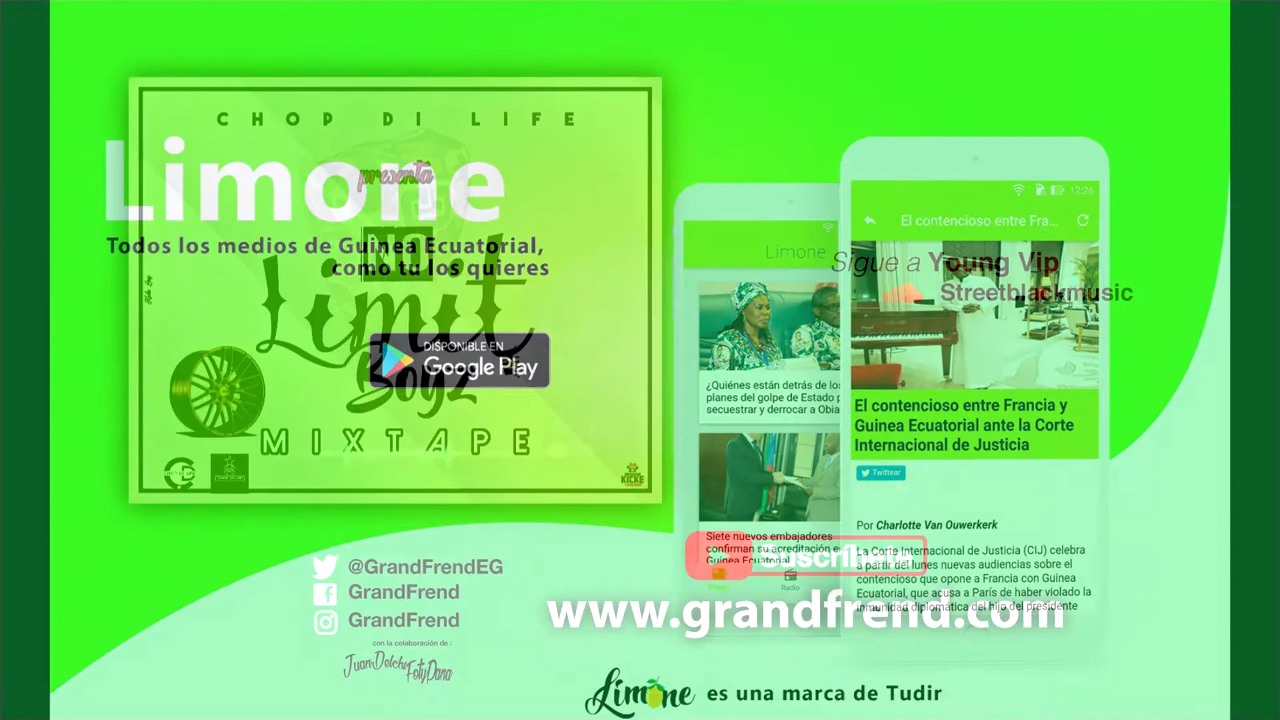 CHOP DI LIFE
Limone
presenta
Todos los medios de Guinea Ecuatorial,
como tu los quieres
NO
Limit
Boyz
MIXTAPE
DISPONIBLE EN
Google Play
KICKE
12:26
El contencioso entre Fra...
Limone
Sigue a Young Vip
Streetblackmusic
¿Quiénes están detrás de los
planes del golpe de Estado p
secuestrar y derrocar a Obia
El contencioso entre Francia y
Guinea Ecuatorial ante la Corte
Internacional de Justicia
Twittear
Por Charlotte Van Ouwerkerk
Siete nuevos embajadores
confirman su acreditación e
Guinea Ecuatorial
Suscríbete
Prensa
Radio
La Corte Internacional de Justicia (CIJ) celebra
a partir del lunes nuevas audiencias sobre el
contencioso que opone a Francia con Guinea
Ecuatorial, que acusa a París de haber violado la
inmunidad diplomática del hijo del presidente
@GrandFrendEG
GrandFrend
GrandFrend
www.grandfrend.com
con la colaboración de :
JuanDelchi FotyDana
Limone es una marca de Tudir